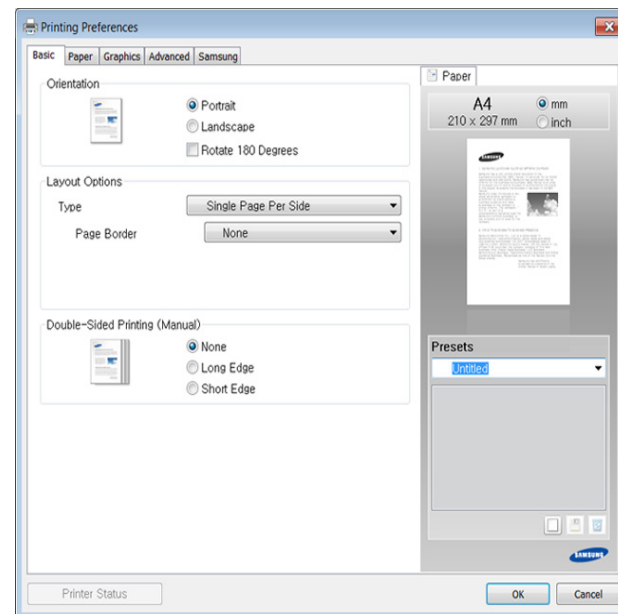 Printing Preferences
Basic Paper Graphics Advanced Samsung
Orientation
Portrait
Landscape
Rotate 180 Degrees
Layout Options
Type Single Page Per Side
Page Border None
Double-Sided Printing (Manual)
None
Long Edge
Short Edge
Paper
A4 mm
210 x 297 mm inch
SAMSUNG
Presets
Untitled
SAMSUNG
Printer Status OK Cancel